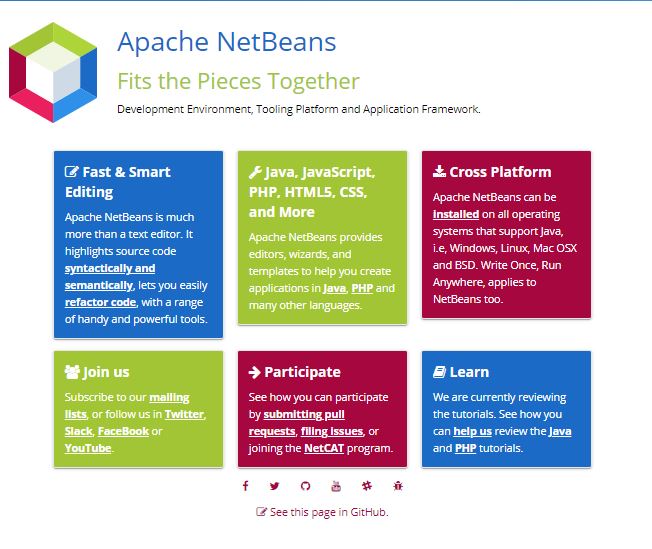 Apache NetBeans
Fits the Pieces Together
Development Environment, Tooling Platform and Application Framework.
Fast & Smart
Editing
Apache NetBeans is much
more than a text editor. It
highlights source code
syntactically and
semantically, lets you easily
refactor code, with a range
of handy and powerful tools.
Java, JavaScript,
PHP, HTML5, CSS,
and More
Apache NetBeans provides
editors, wizards, and
templates to help you create
applications in Java, PHP and
many other languages.
Cross Platform
Apache NetBeans can be
installed on all operating
systems that support Java,
i.e, Windows, Linux, Mac OSX
and BSD. Write Once, Run
Anywhere, applies to
NetBeans too.
Join us
Subscribe to our mailing
lists, or follow us in Twitter,
Slack, FaceBook or
YouTube.
Participate
See how you can participate
by submitting pull
requests, filing issues, or
joining the NetCAT program.
Learn
We are currently reviewing
the tutorials. See how you
can help us review the Java
and PHP tutorials.
See this page in GitHub.